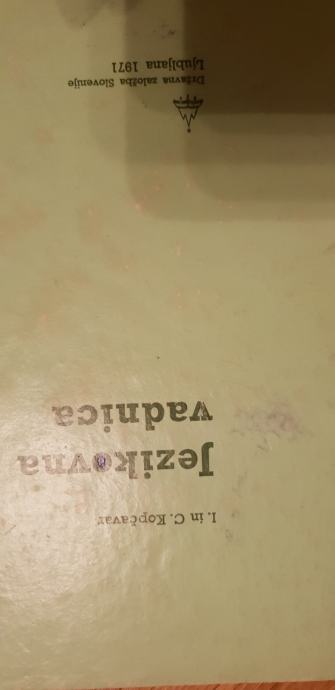 I. in C. Kopčavar
Jezikovna
vadnica
Državna založba Slovenije
Ljubljana 1971